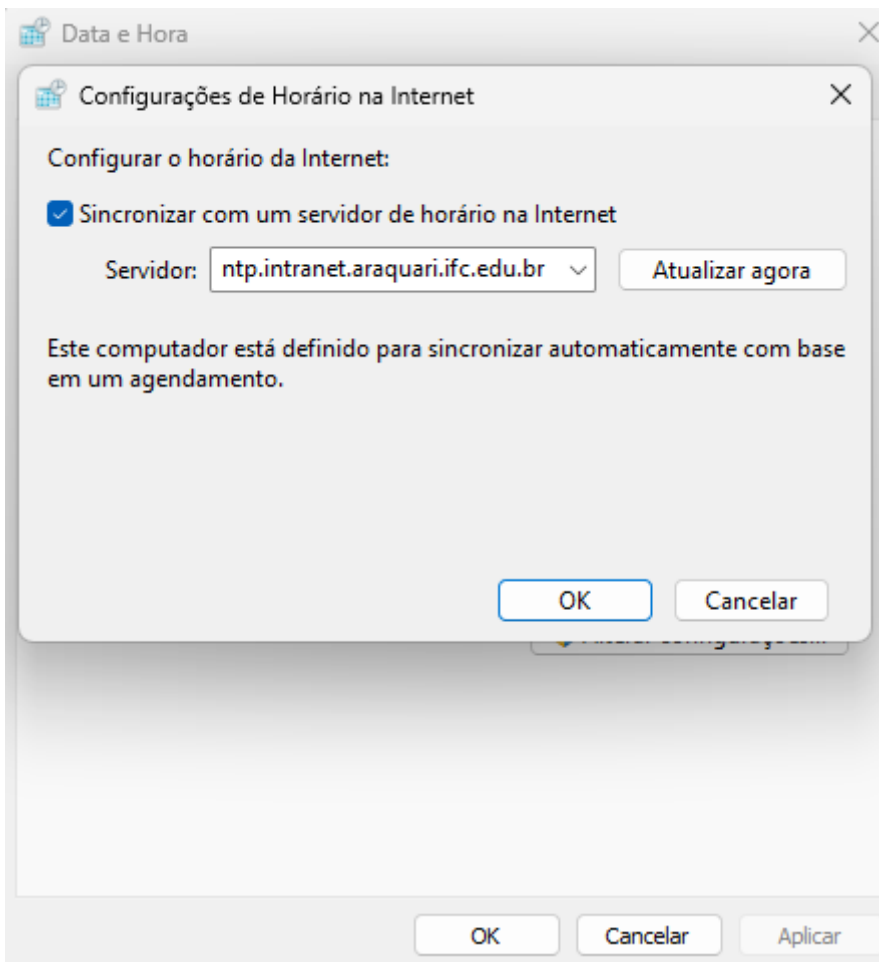 Data e Hora
Configurações de Horário na Internet
Configurar o horário da Internet:
Sincronizar com um servidor de horário na Internet
Servidor: ntp.intranet.araquari.ifc.edu.br Atualizar agora
Este computador está definido para sincronizar automaticamente com base
em um agendamento.
OK Cancelar
OK Cancelar Aplicar